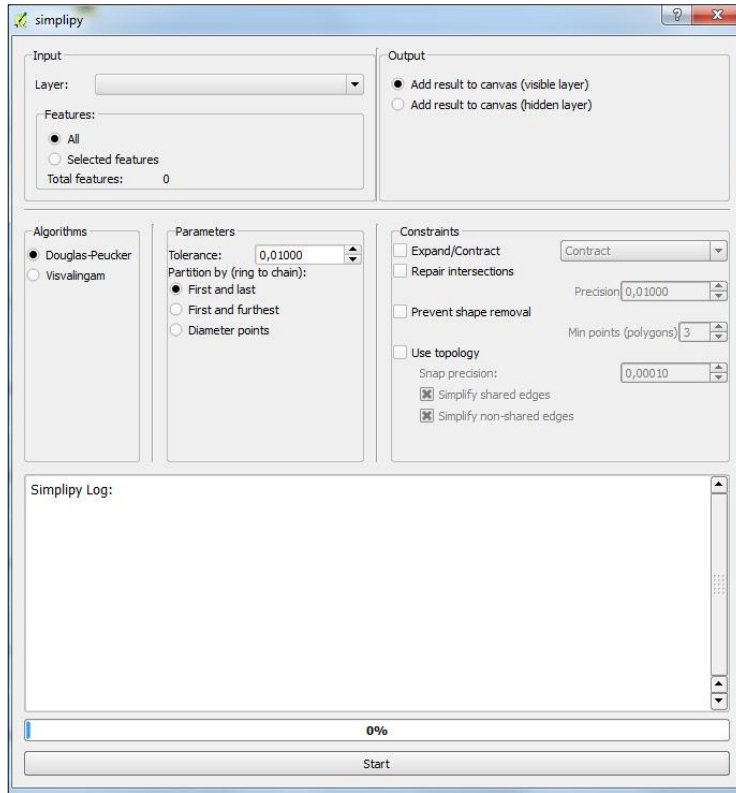 simplipy
Input
Layer:
Features:
All
Selected features
Total features: 0
Output
Add result to canvas (visible layer)
Add result to canvas (hidden layer)
Algorithms
Douglas-Peucker
Visvalingam
Parameters
Tolerance: 0,01000
Partition by (ring to chain):
First and last
First and furthest
Diameter points
Constraints
Expand/Contract Contract
Repair intersections
Precision 0,01000
Prevent shape removal
Min points (polygons) 3
Use topology
Snap precision: 0,00010
Simplify shared edges
Simplify non-shared edges
Simplipy Log:
0%
Start